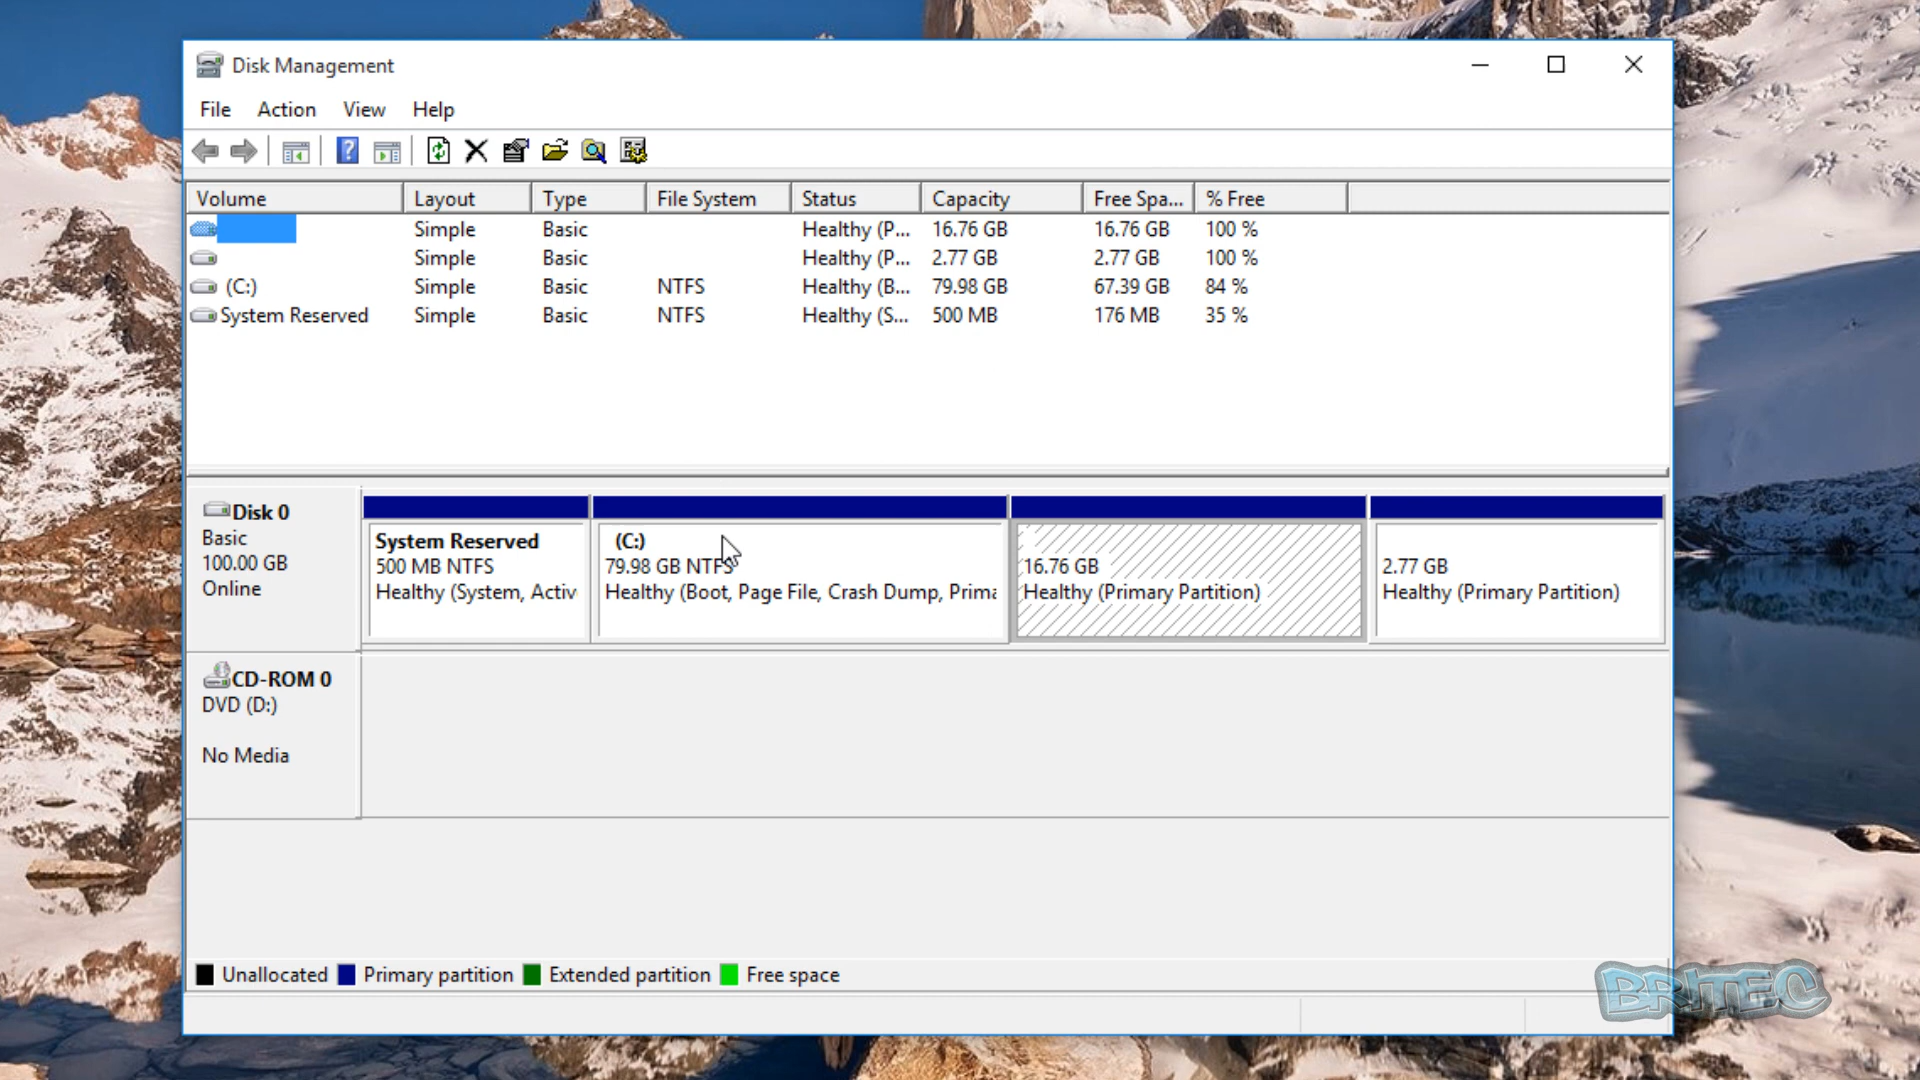 Disk Management
File Action View Help
Volume Layout Type File System Status Capacity Free Spa... % Free
Simple Basic Healthy (P... 16.76 GB 16.76 GB 100 %
Simple Basic Healthy (P... 2.77 GB 2.77 GB 100 %
(C:) Simple Basic NTFS Healthy (B... 79.98 GB 67.39 GB 84 %
System Reserved Simple Basic NTFS Healthy (S... 500 MB 176 MB 35 %
Disk 0
Basic
100.00 GB
Online
System Reserved
500 MB NTFS
Healthy (System, Activ
(C:)
79.98 GB NTFS
Healthy (Boot, Page File, Crash Dump, Prima
16.76 GB
Healthy (Primary Partition)
2.77 GB
Healthy (Primary Partition)
CD-ROM 0
DVD (D:)
No Media
Unallocated Primary partition Extended partition Free space
BRITEC